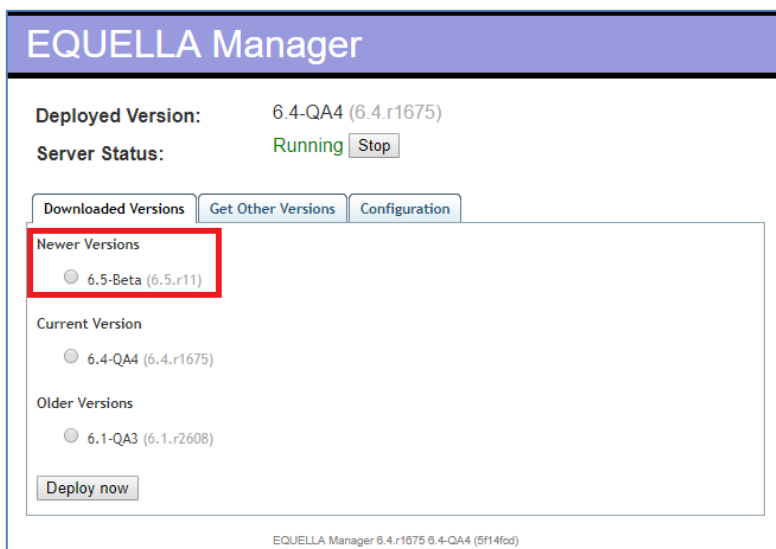 EQUELLA Manager
Deployed Version: 6.4-QA4 (6.4.r1675)
Server Status: Running Stop
Downloaded Versions Get Other Versions Configuration
Newer Versions
6.5-Beta (6.5.r11)
Current Version
6.4-QA4 (6.4.r1675)
Older Versions
6.1-QA3 (6.1.r2608)
Deploy now
EQUELLA Manager 6.4.r1675 6.4-QA4 (5f14fcd)